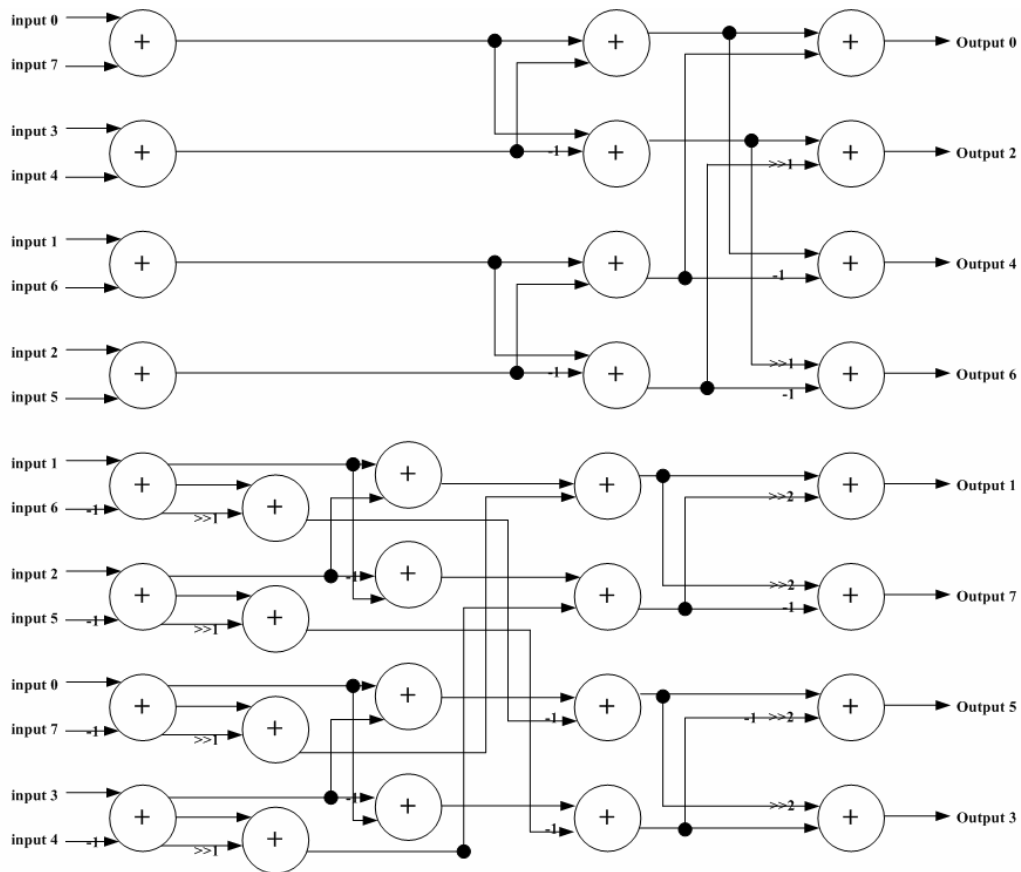 input 0
+ + + Output 0
input 7
input 3
+ -1 + >>1 + Output 2
input 4
input 1
+ + -1 + Output 4
input 6
input 2
+ -1 + >>1 -1 + Output 6
input 5
input 1
+ + + + Output 1
input 6 -1 >>1 + >>2
input 2
+ -1 + + >>2 + Output 7
input 5 -1 >>1 + -1
input 0
+ + + + Output 5
input 7 -1 >>1 + -1 -1 >>2
input 3
+ -1 + + >>2 + Output 3
input 4 -1 >>1 + -1